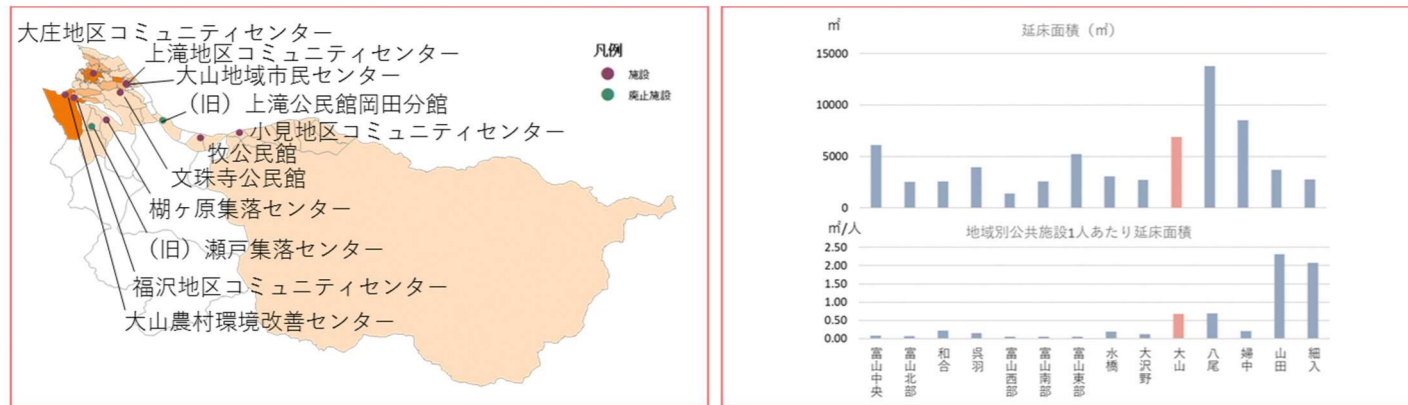 大庄地区コミュニティセンター
上滝地区コミュニティセンター
大山地域市民センター
（旧）上滝公民館岡田分館
小見地区コミュニティセンター
牧公民館
文珠寺公民館
楜ヶ原集落センター
（旧）瀬戸集落センター
福沢地区コミュニティセンター
大山農村環境改善センター
凡例
施設
廃止施設
㎡
延床面積（㎡）
15000
10000
5000
0
㎡/人
地域別公共施設1人あたり延床面積
2.50
2.00
1.50
1.00
0.50
0.00
富山中央
富山北部
和合
呉羽
富山西部
富山南部
富山東部
水橋
大沢野
大山
八尾
婦中
山田
細入